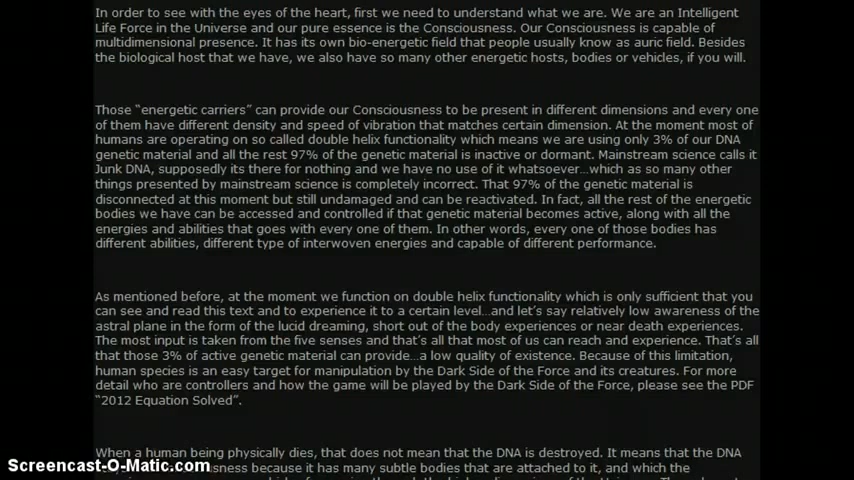 In order to see with the eyes of the heart, first we need to understand what we are. We are an Intelligent
Life Force in the Universe and our pure essence is the Consciousness. Our Consciousness is capable of
multidimensional presence. It has its own bio-energetic field that people usually know as auric field. Besides
the biological host that we have, we also have so many other energetic hosts, bodies or vehicles, if you will.
Those “energetic carriers” can provide our Consciousness to be present in different dimensions and every one
of them have different density and speed of vibration that matches certain dimension. At the moment most of
humans are operating on so called double helix functionality which means we are using only 3% of our DNA
genetic material and all the rest 97% of the genetic material is inactive or dormant. Mainstream science calls it
Junk DNA, supposedly its there for nothing and we have no use of it whatsoever…which as so many other
things presented by mainstream science is completely incorrect. That 97% of the genetic material is
disconnected at this moment but still undamaged and can be reactivated. In fact, all the rest of the energetic
bodies we have can be accessed and controlled if that genetic material becomes active, along with all the
energies and abilities that goes with every one of them. In other words, every one of those bodies has
different abilities, different type of interwoven energies and capable of different performance.
As mentioned before, at the moment we function on double helix functionality which is only sufficient that you
can see and read this text and to experience it to a certain level…and let’s say relatively low awareness of the
astral plane in the form of the lucid dreaming, short out of the body experiences or near death experiences.
The most input is taken from the five senses and that’s all that most of us can reach and experience. That’s all
that those 3% of active genetic material can provide…a low quality of existence. Because of this limitation,
human species is an easy target for manipulation by the Dark Side of the Force and its creatures. For more
detail who are controllers and how the game will be played by the Dark Side of the Force, please see the PDF
“2012 Equation Solved”.
When a human being physically dies, that does not mean that the DNA is destroyed. It means that the DNA
because it has many subtle bodies that are attached to it, and which the
Screencast-O-Matic.com